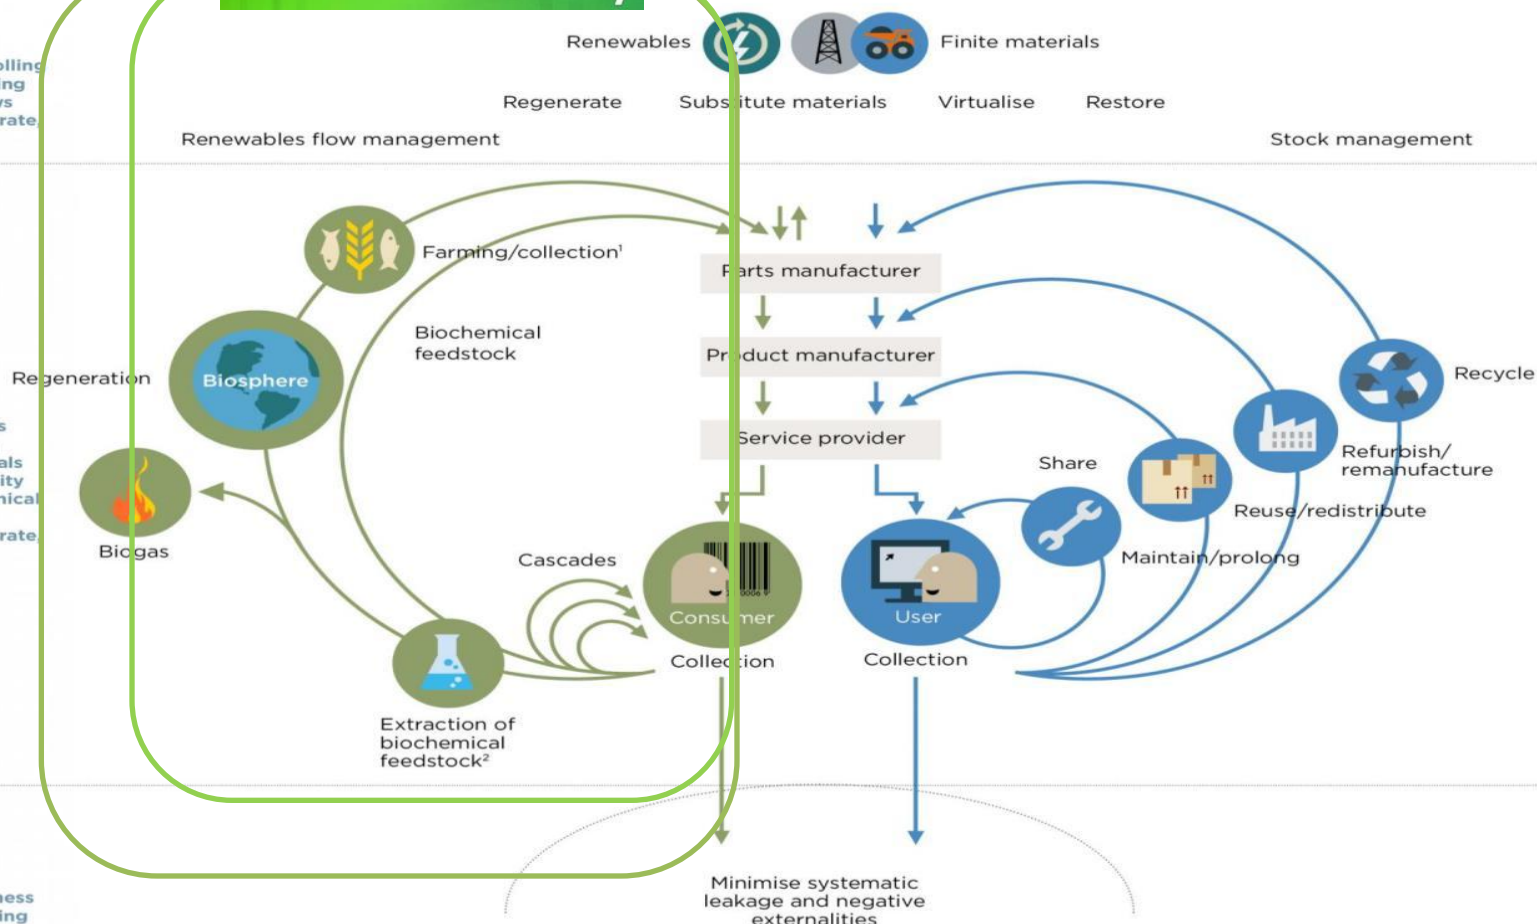 Renewables
Finite materials
Regenerate
Substitute materials
Virtualise
Restore
Renewables flow management
Stock management
Farming/collection¹
Parts manufacturer
Biochemical
feedstock
Product manufacturer
Regeneration
Biosphere
Recycle
Service provider
Share
Refurbish/
remanufacture
Reuse/redistribute
Biogas
Cascades
Maintain/prolong
Consumer
User
Collection
Collection
Extraction of
biochemical
feedstock²
Minimise systematic
leakage and negative
externalities